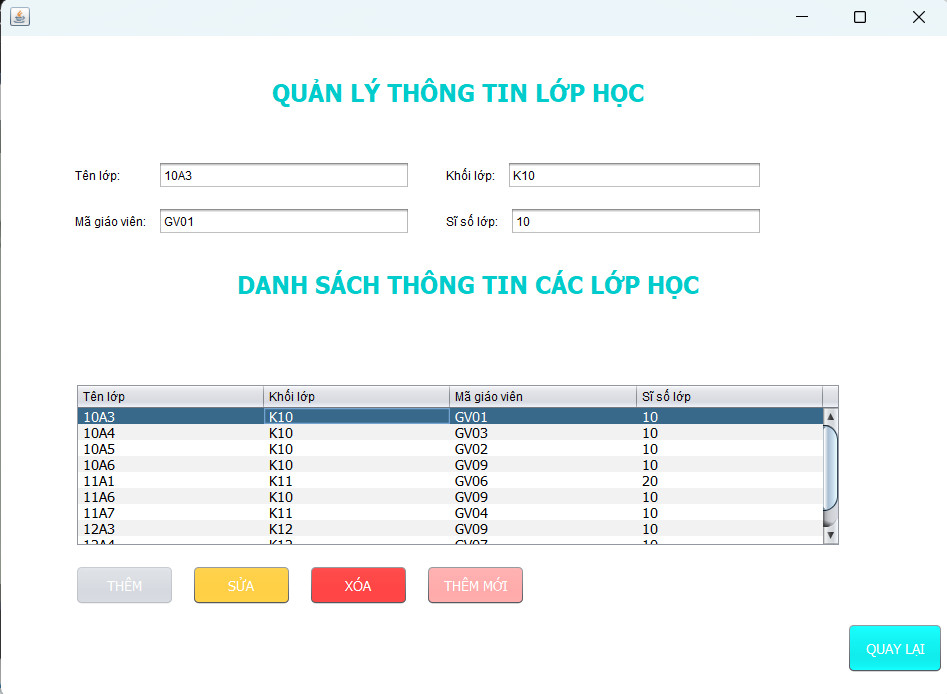 QUẢN LÝ THÔNG TIN LỚP HỌC
Tên lớp: 10A3 Khối lớp: K10
Mã giáo viên: GV01 Sĩ số lớp: 10
DANH SÁCH THÔNG TIN CÁC LỚP HỌC
Tên lớp Khối lớp Mã giáo viên Sĩ số lớp
10A3 K10 GV01 10
10A4 K10 GV03 10
10A5 K10 GV02 10
10A6 K10 GV09 10
11A1 K11 GV06 20
11A6 K10 GV09 10
11A7 K11 GV04 10
12A3 K12 GV09 10
12A4 K12 GV07 10
THÊM SỬA XÓA THÊM MỚI
QUAY LAI